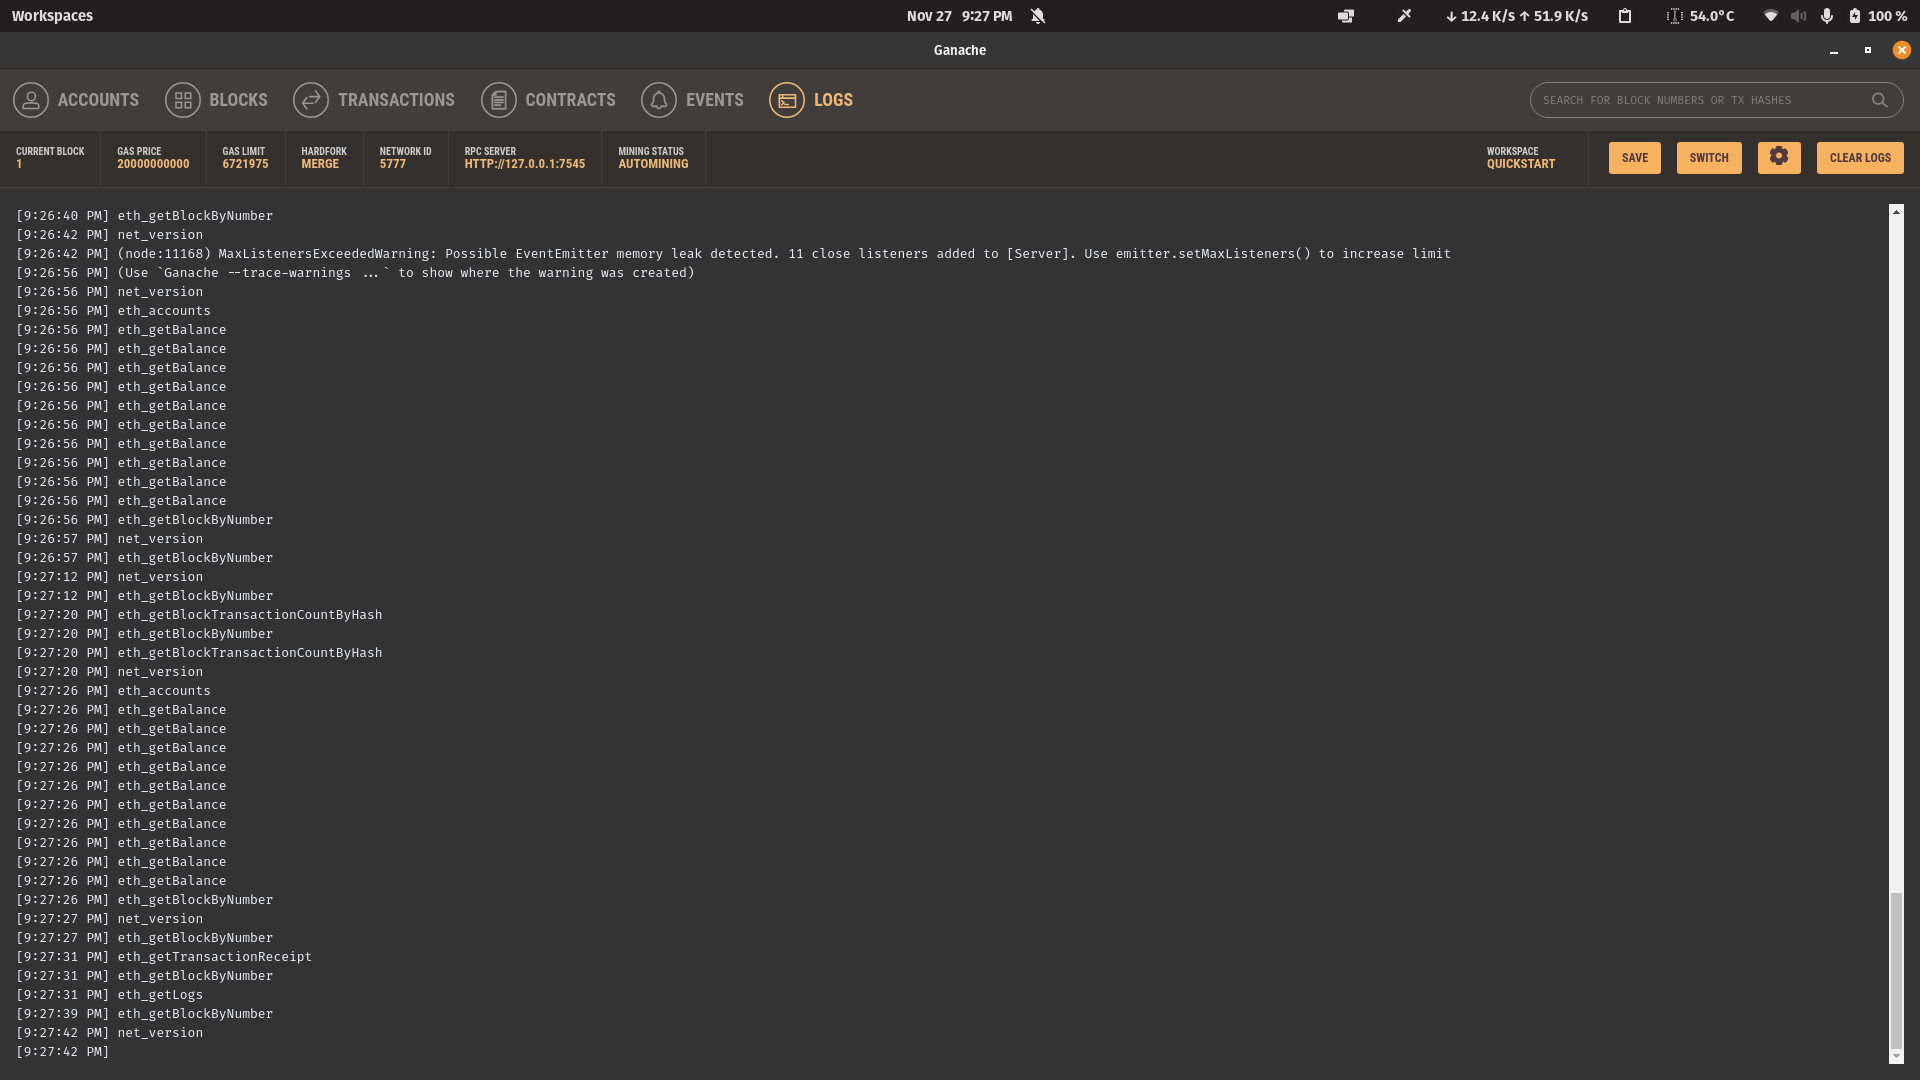 Workspaces
Nov 27 9:27 PM
↓ 12.4 K/s ↑ 51.9 K/s
54.0°C
100 %
Ganache
ACCOUNTS
BLOCKS
TRANSACTIONS
CONTRACTS
EVENTS
LOGS
SEARCH FOR BLOCK NUMBERS OR TX HASHES
CURRENT BLOCK
1
GAS PRICE
20000000000
GAS LIMIT
6721975
HARDFORK
MERGE
NETWORK ID
5777
RPC SERVER
HTTP://127.0.0.1:7545
MINING STATUS
AUTOMINING
WORKSPACE
QUICKSTART
SAVE
SWITCH
CLEAR LOGS
[9:26:40 PM] eth_getBlockByNumber
[9:26:42 PM] net_version
[9:26:42 PM] (node:11168) MaxListenersExceededWarning: Possible EventEmitter memory leak detected. 11 close listeners added to [Server]. Use emitter.setMaxListeners() to increase limit
[9:26:56 PM] (Use `Ganache --trace-warnings ...` to show where the warning was created)
[9:26:56 PM] net_version
[9:26:56 PM] eth_accounts
[9:26:56 PM] eth_getBalance
[9:26:56 PM] eth_getBalance
[9:26:56 PM] eth_getBalance
[9:26:56 PM] eth_getBalance
[9:26:56 PM] eth_getBalance
[9:26:56 PM] eth_getBalance
[9:26:56 PM] eth_getBalance
[9:26:56 PM] eth_getBalance
[9:26:56 PM] eth_getBalance
[9:26:56 PM] eth_getBalance
[9:26:56 PM] eth_getBlockByNumber
[9:26:57 PM] net_version
[9:26:57 PM] eth_getBlockByNumber
[9:27:12 PM] net_version
[9:27:12 PM] eth_getBlockByNumber
[9:27:20 PM] eth_getBlockTransactionCountByHash
[9:27:20 PM] eth_getBlockByNumber
[9:27:20 PM] eth_getBlockTransactionCountByHash
[9:27:20 PM] net_version
[9:27:26 PM] eth_accounts
[9:27:26 PM] eth_getBalance
[9:27:26 PM] eth_getBalance
[9:27:26 PM] eth_getBalance
[9:27:26 PM] eth_getBalance
[9:27:26 PM] eth_getBalance
[9:27:26 PM] eth_getBalance
[9:27:26 PM] eth_getBalance
[9:27:26 PM] eth_getBalance
[9:27:26 PM] eth_getBalance
[9:27:26 PM] eth_getBalance
[9:27:26 PM] eth_getBlockByNumber
[9:27:27 PM] net_version
[9:27:27 PM] eth_getBlockByNumber
[9:27:31 PM] eth_getTransactionReceipt
[9:27:31 PM] eth_getBlockByNumber
[9:27:31 PM] eth_getLogs
[9:27:39 PM] eth_getBlockByNumber
[9:27:42 PM] net_version
[9:27:42 PM]